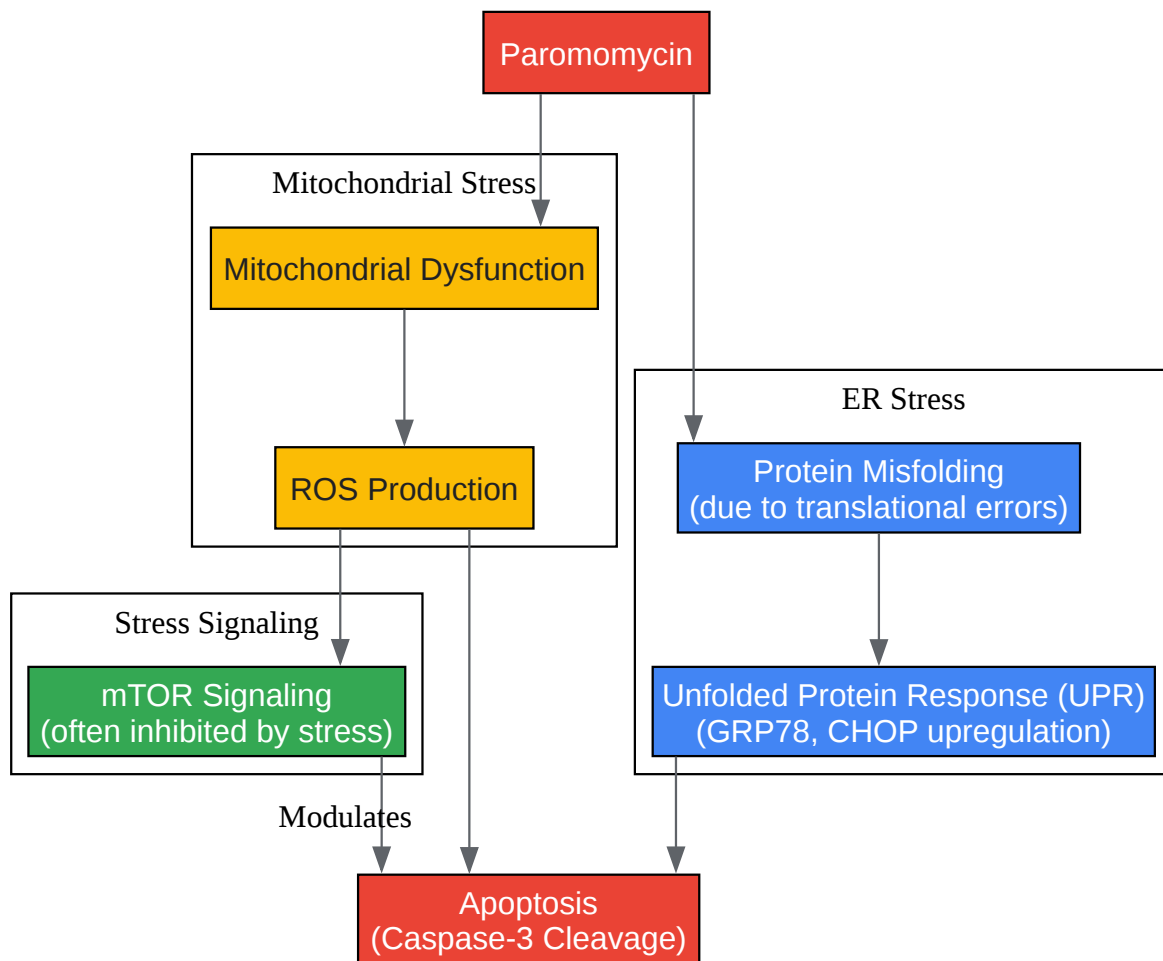 Paromomycin
Mitochondrial Stress
Mitochondrial Dysfunction
ROS Production
ER Stress
Protein Misfolding
(due to translational errors)
Stress Signaling
mTOR Signaling
(often inhibited by stress)
Unfolded Protein Response (UPR)
(GRP78, CHOP upregulation)
Modulates
Apoptosis
(Caspase-3 Cleavage)